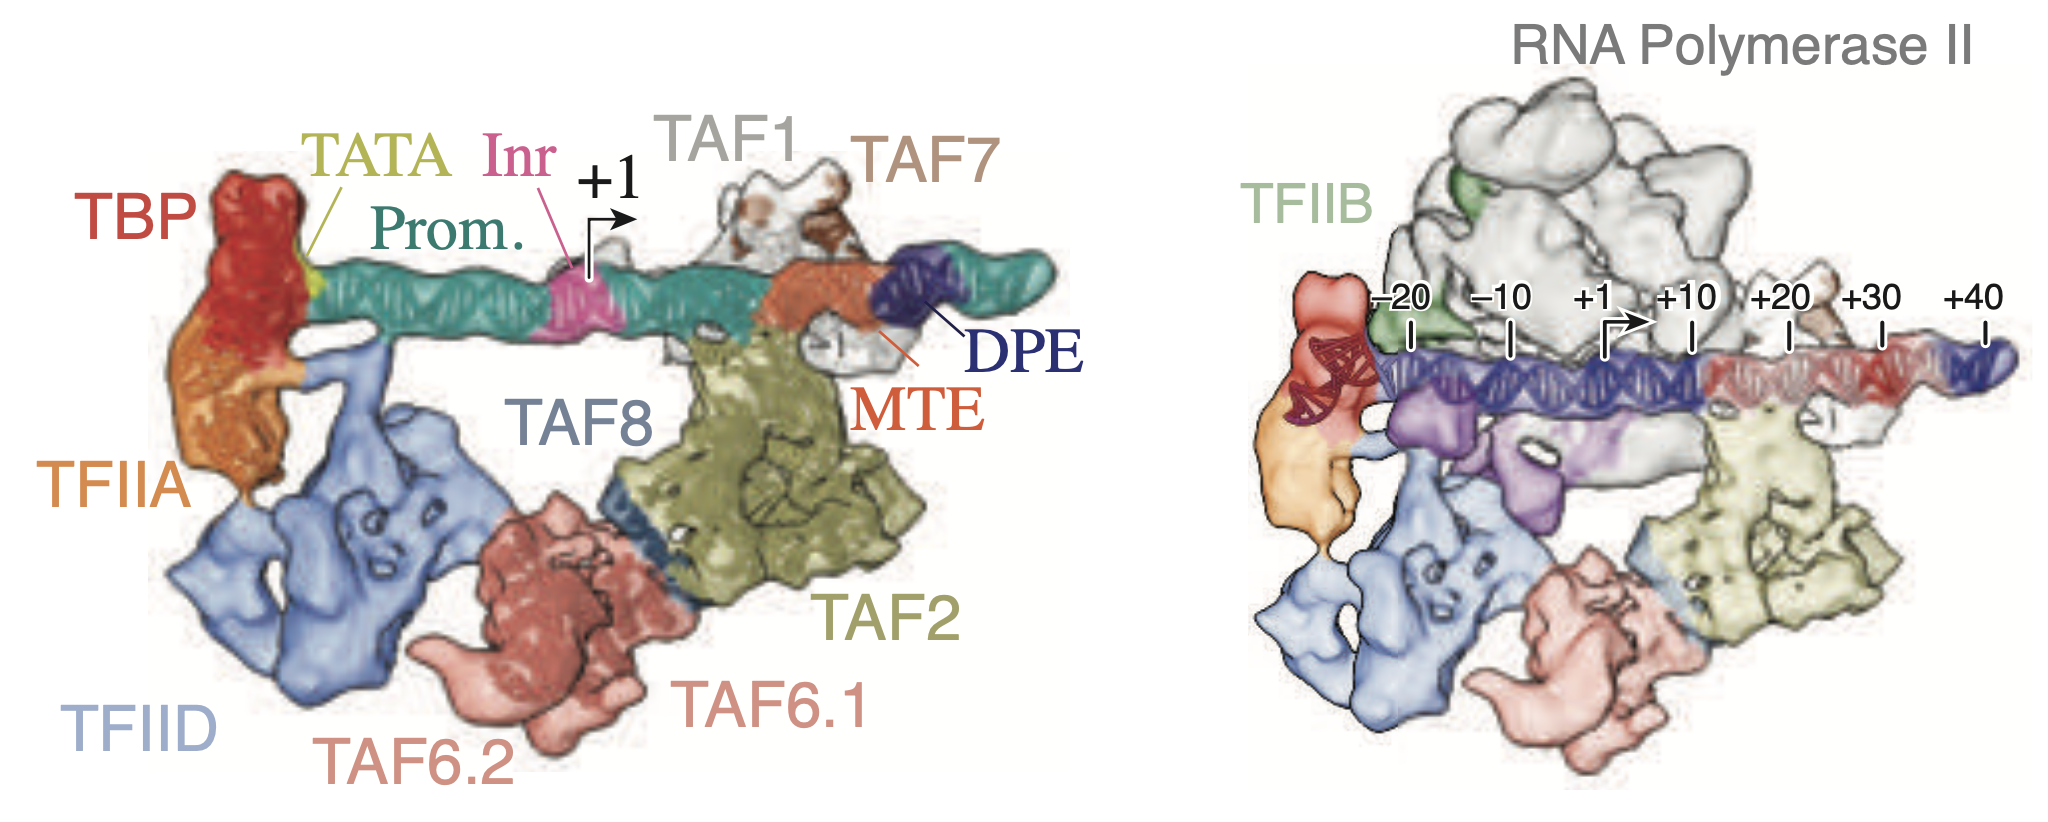 TBP
TATA
Inr
Prom.
+1
TAF1
TAF7
DPE
MTE
TAF8
TFIIA
TAF2
TFIID
TAF6.2
TAF6.1
RNA Polymerase II
TFIIB
–20 –10 +1 +10 +20 +30 +40